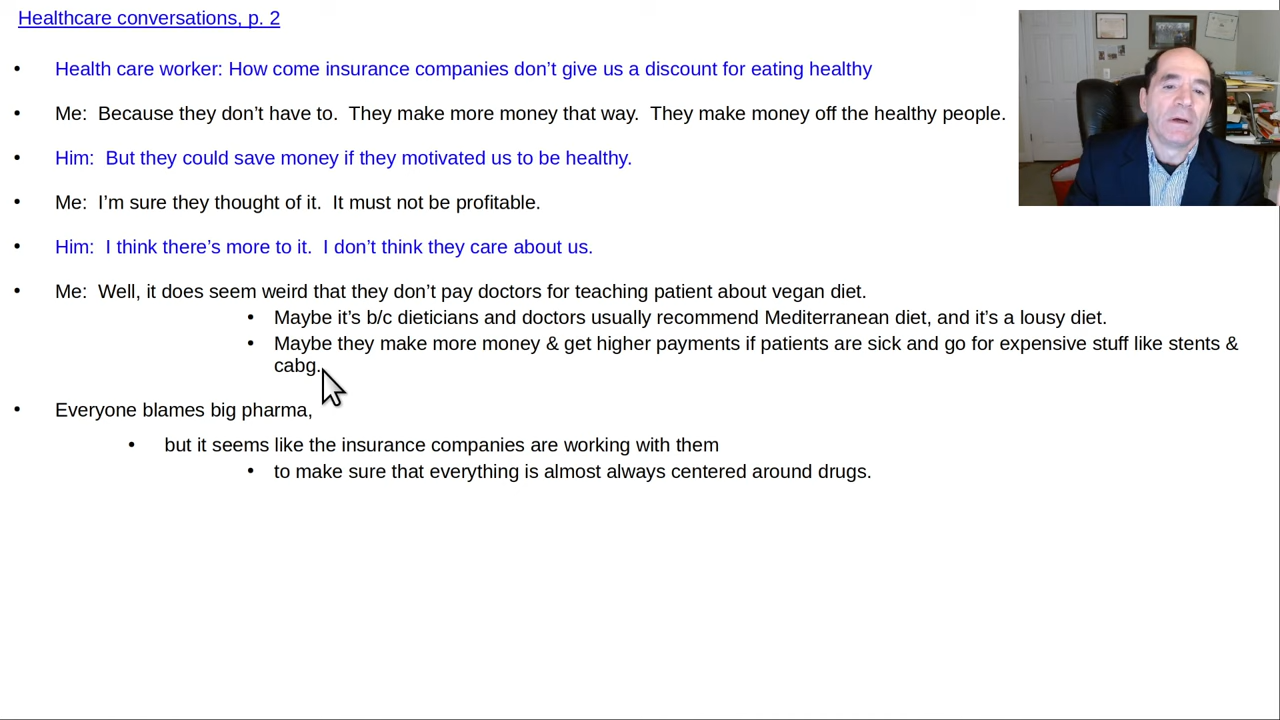 Healthcare conversations, p. 2
• Health care worker: How come insurance companies don’t give us a discount for eating healthy
• Me:  Because they don’t have to.  They make more money that way.  They make money off the healthy people.
• Him:  But they could save money if they motivated us to be healthy.
• Me:  I’m sure they thought of it.  It must not be profitable.
• Him:  I think there’s more to it.  I don’t think they care about us.
• Me:  Well, it does seem weird that they don’t pay doctors for teaching patient about vegan diet.
• Maybe it’s b/c dieticians and doctors usually recommend Mediterranean diet, and it’s a lousy diet.
• Maybe they make more money & get higher payments if patients are sick and go for expensive stuff like stents &
cabg.
• Everyone blames big pharma,
• but it seems like the insurance companies are working with them
• to make sure that everything is almost always centered around drugs.